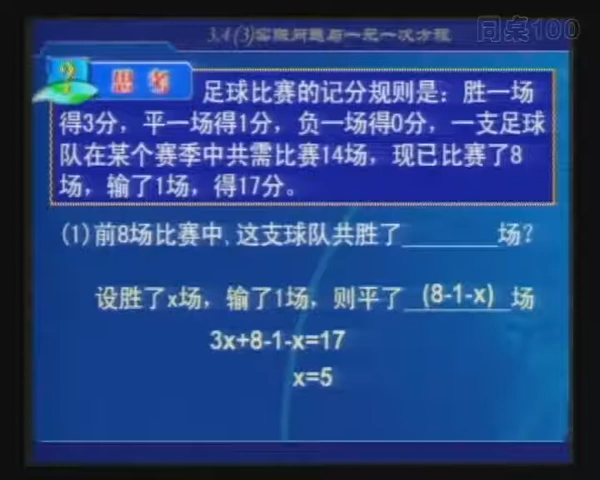 3.4(3)实际问题与一元一次方程
同桌100
思考
足球比赛的记分规则是：胜一场
得3分，平一场得1分，负一场得0分，一支足球
队在某个赛季中共需比赛14场，现已比赛了8
场，输了1场，得17分。
(1)前8场比赛中,这支球队共胜了________场?
设胜了x场，输了1场，则平了 (8-1-x) 场
3x+8-1-x=17
x=5